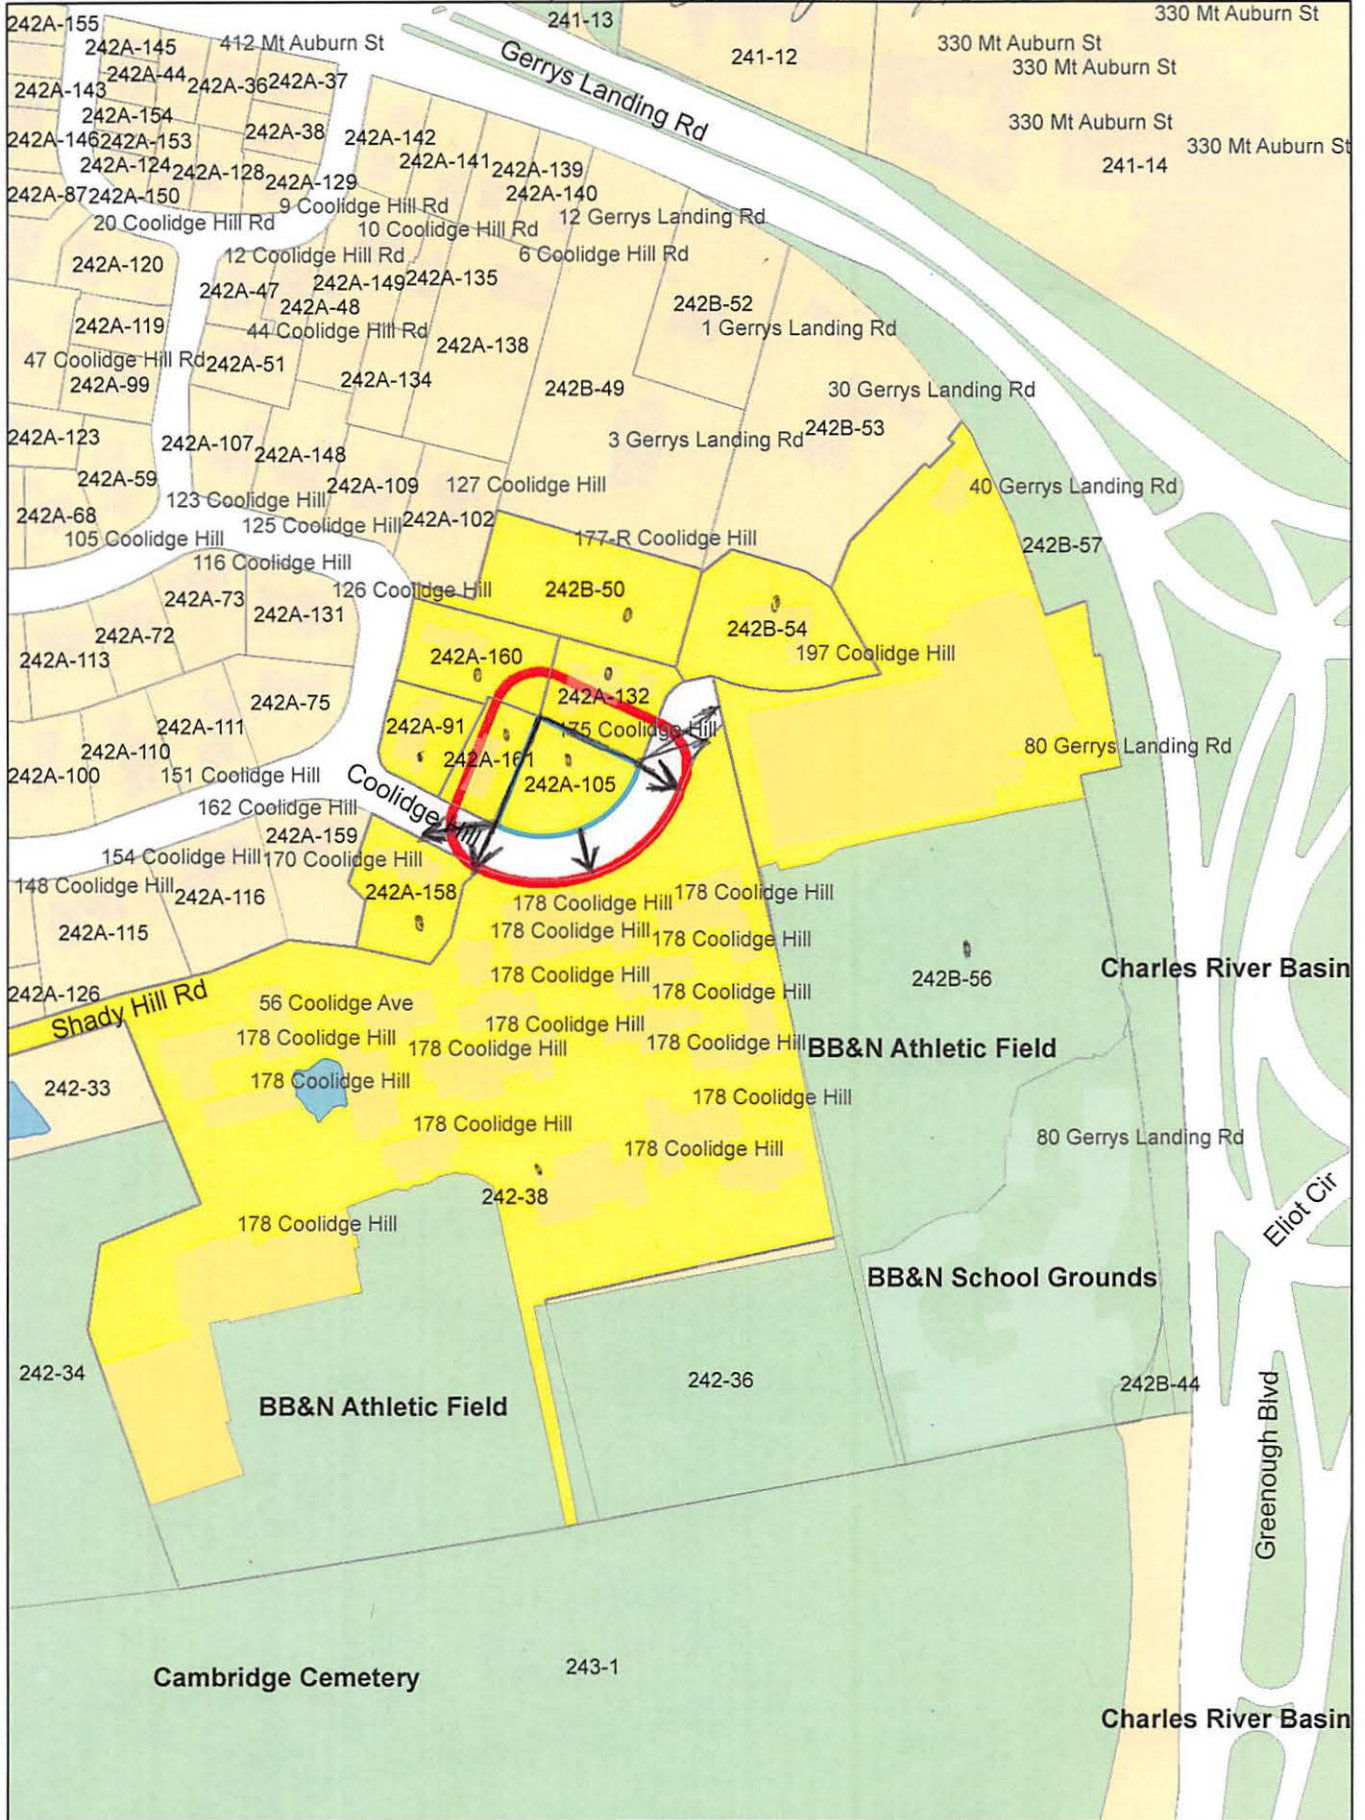 241-13
330 Mt Auburn St
242A-155
242A-145
412 Mt Auburn St
Gerrys Landing Rd
241-12
330 Mt Auburn St
330 Mt Auburn St
242A-44
242A-36
242A-37
242A-143
242A-154
242A-38
242A-142
330 Mt Auburn St
242A-146
242A-153
330 Mt Auburn St
241-14
242A-124
242A-128
242A-129
242A-141
242A-139
242A-87
242A-150
242A-140
9 Coolidge Hill Rd
20 Coolidge Hill Rd
10 Coolidge Hill Rd
12 Gerrys Landing Rd
12 Coolidge Hill Rd
6 Coolidge Hill Rd
242A-120
242A-47
242A-149
242A-135
242A-48
242B-52
242A-119
44 Coolidge Hill Rd
1 Gerrys Landing Rd
47 Coolidge Hill Rd
242A-51
242A-138
242A-99
242A-134
242B-49
30 Gerrys Landing Rd
242A-123
242A-107
242A-148
3 Gerrys Landing Rd
242B-53
242A-59
242A-109
127 Coolidge Hill
40 Gerrys Landing Rd
123 Coolidge Hill
242A-68
125 Coolidge Hill
242A-102
105 Coolidge Hill
177-R Coolidge Hill
242B-57
116 Coolidge Hill
126 Coolidge Hill
242B-50
242A-73
242A-131
242A-72
242B-54
242A-113
242A-160
197 Coolidge Hill
242A-75
242A-132
242A-111
242A-91
175 Coolidge Hill
242A-110
242A-161
80 Gerrys Landing Rd
242A-100
151 Coolidge Hill
Coolidge Hill
242A-105
162 Coolidge Hill
242A-159
154 Coolidge Hill
170 Coolidge Hill
148 Coolidge Hill
242A-116
242A-158
178 Coolidge Hill
178 Coolidge Hill
242A-115
178 Coolidge Hill
178 Coolidge Hill
242A-126
178 Coolidge Hill
178 Coolidge Hill
242B-56
Charles River Basin
Shady Hill Rd
56 Coolidge Ave
178 Coolidge Hill
178 Coolidge Hill
178 Coolidge Hill
178 Coolidge Hill
BB&N Athletic Field
242-33
178 Coolidge Hill
178 Coolidge Hill
178 Coolidge Hill
178 Coolidge Hill
80 Gerrys Landing Rd
242-38
178 Coolidge Hill
Eliot Cir
BB&N School Grounds
242-34
242-36
242B-44
BB&N Athletic Field
Greenough Blvd
Cambridge Cemetery
243-1
Charles River Basin